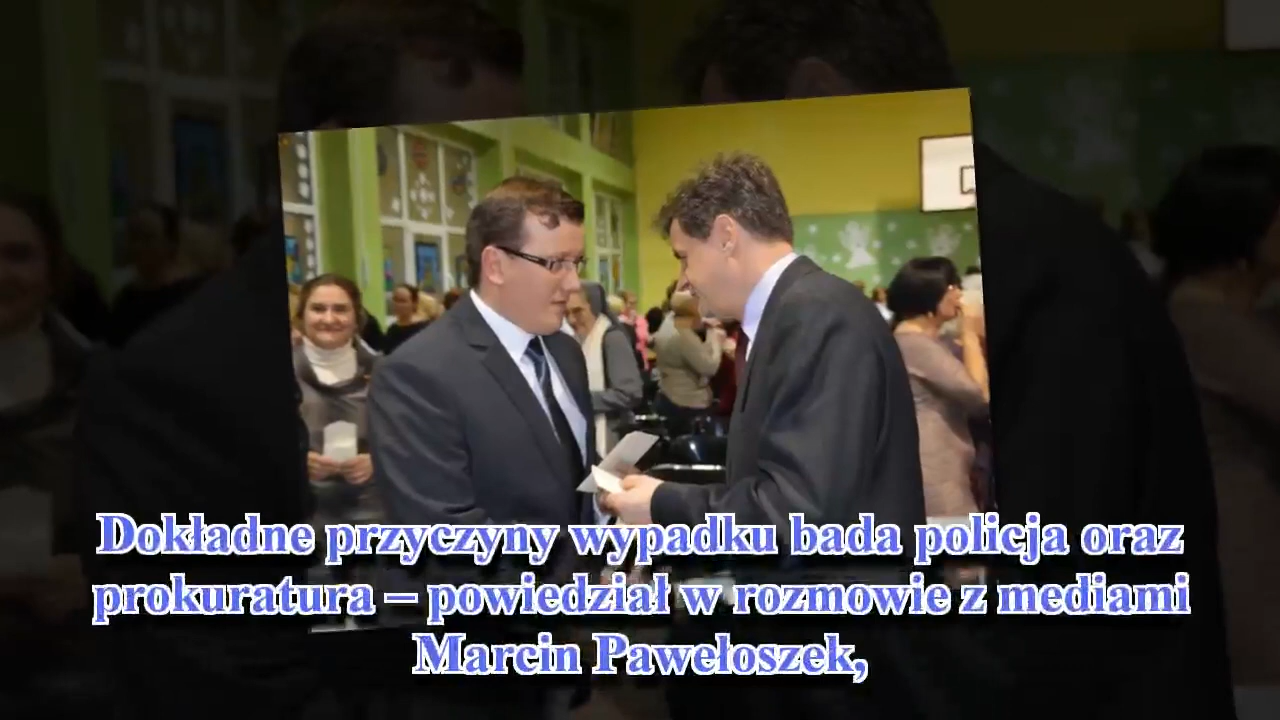 Dokładne przyczyny wypadku bada policja oraz
prokuratura – powiedział w rozmowie z mediami
Marcin Pawełoszek,